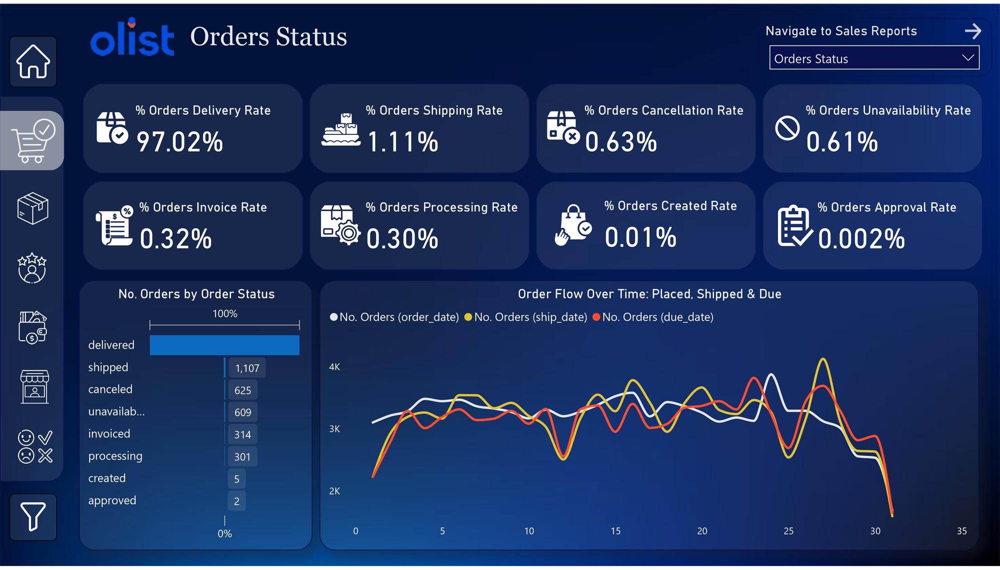 olist
Orders Status
Navigate to Sales Reports
Orders Status
% Orders Delivery Rate
97.02%
% Orders Shipping Rate
1.11%
% Orders Cancellation Rate
0.63%
% Orders Unavailability Rate
0.61%
% Orders Invoice Rate
0.32%
% Orders Processing Rate
0.30%
% Orders Created Rate
0.01%
% Orders Approval Rate
0.002%
No. Orders by Order Status
100%
delivered
shipped 1,107
canceled 625
unavailab... 609
invoiced 314
processing 301
created 5
approved 2
0%
Order Flow Over Time: Placed, Shipped & Due
No. Orders (order_date) No. Orders (ship_date) No. Orders (due_date)
4K
3K
2K
0 5 10 15 20 25 30 35